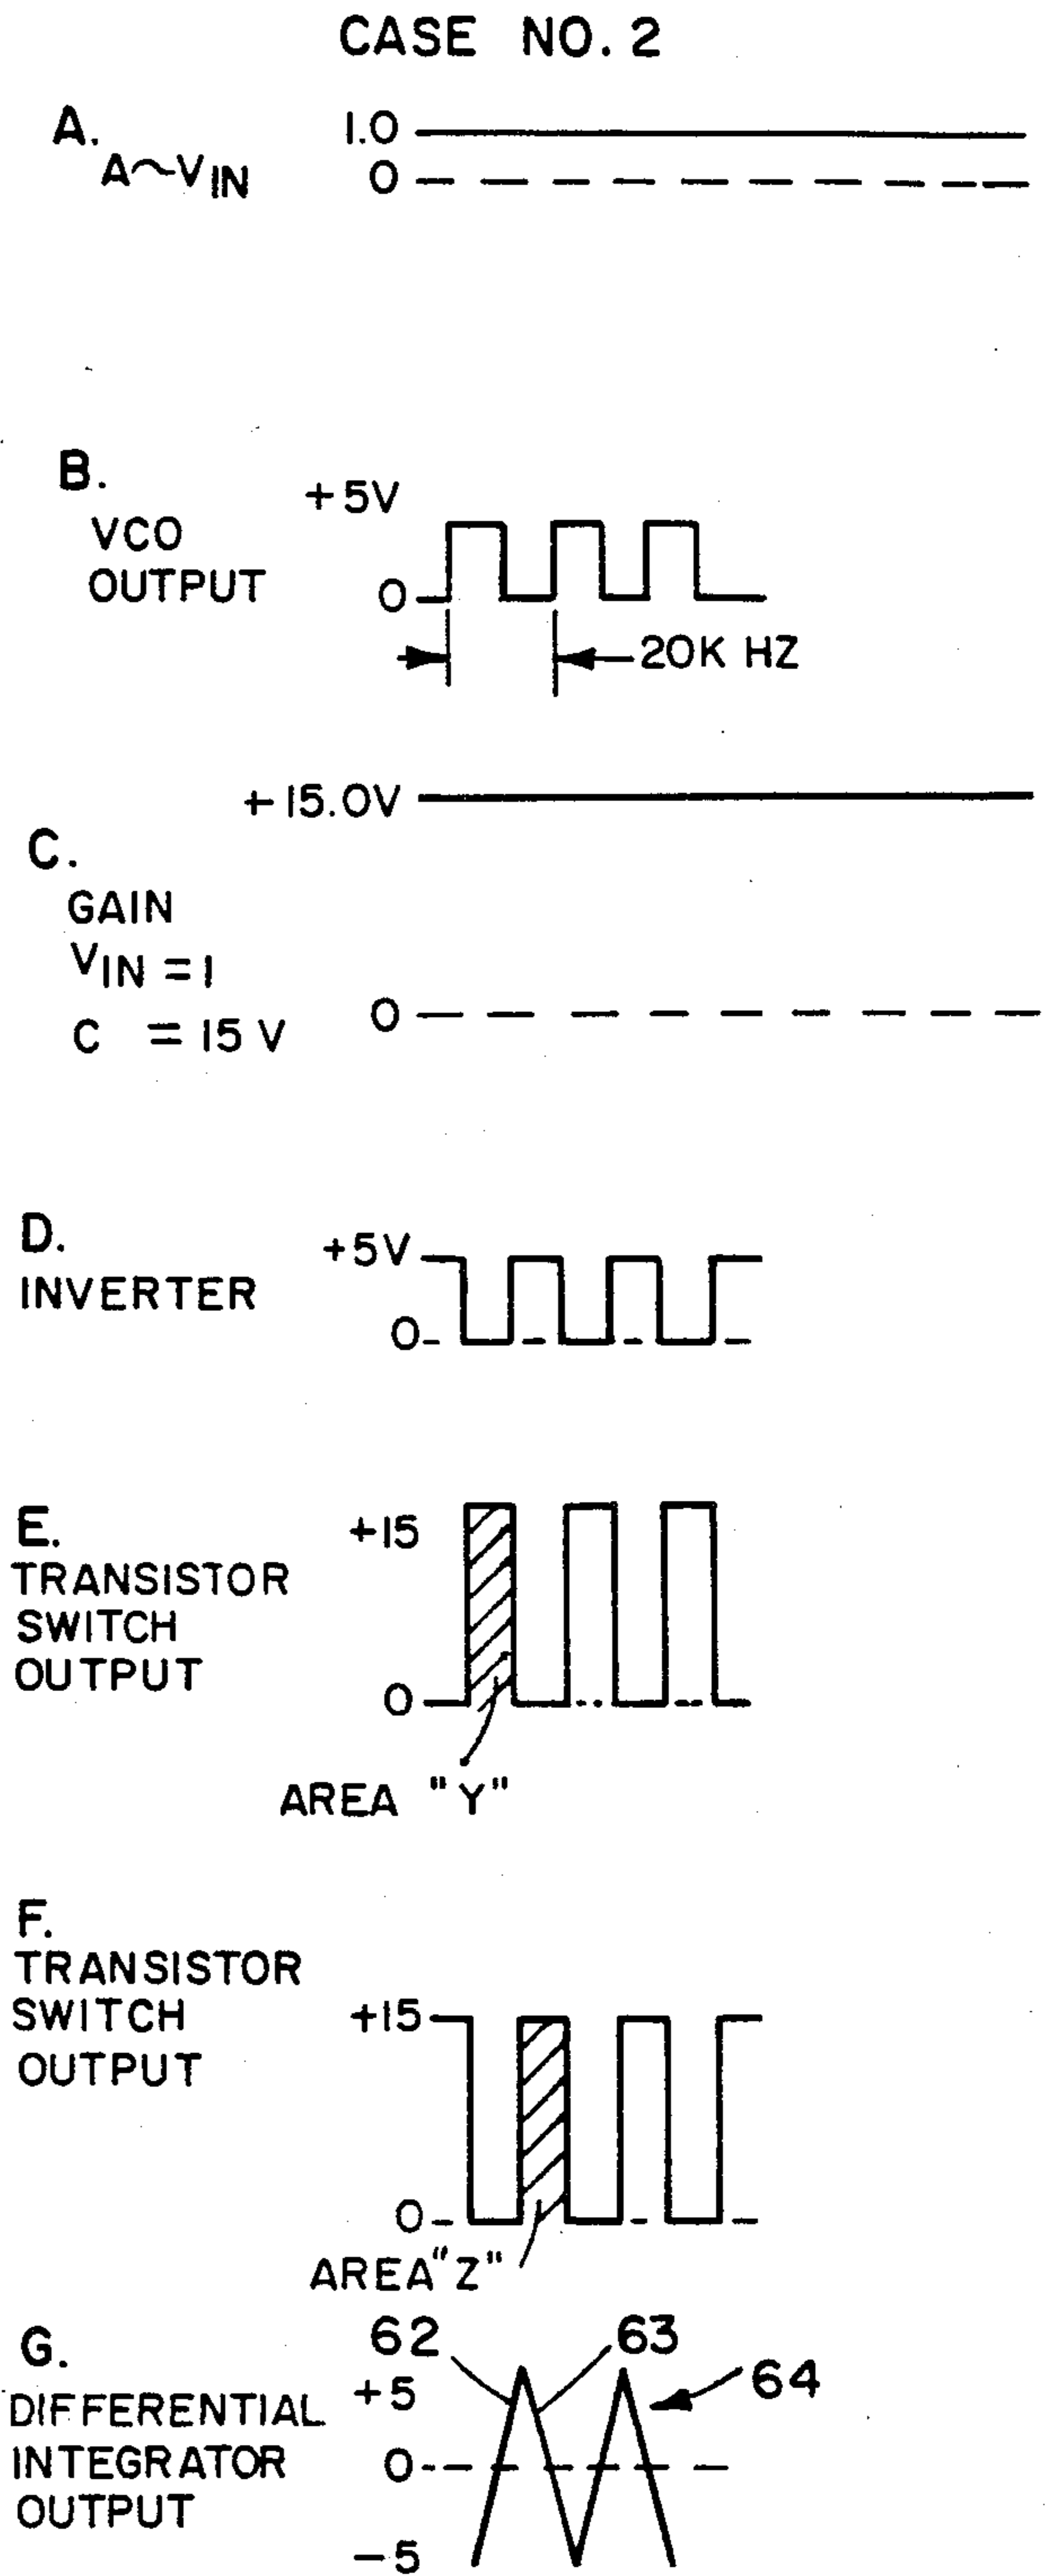 CASE NO. 2
A.
1.0
A~VIN
0
B.
+5V
VCO
OUTPUT
0
20K HZ
+15.0V
C.
GAIN
VIN = 1
C = 15 V
0
D.
+5V
INVERTER
0
E.
+15
TRANSISTOR
SWITCH
OUTPUT
0
AREA "Y"
F.
TRANSISTOR
SWITCH
+15
OUTPUT
0
AREA "Z"
G.
62
63
64
+5
DIFFERENTIAL
INTEGRATOR
0
OUTPUT
-5